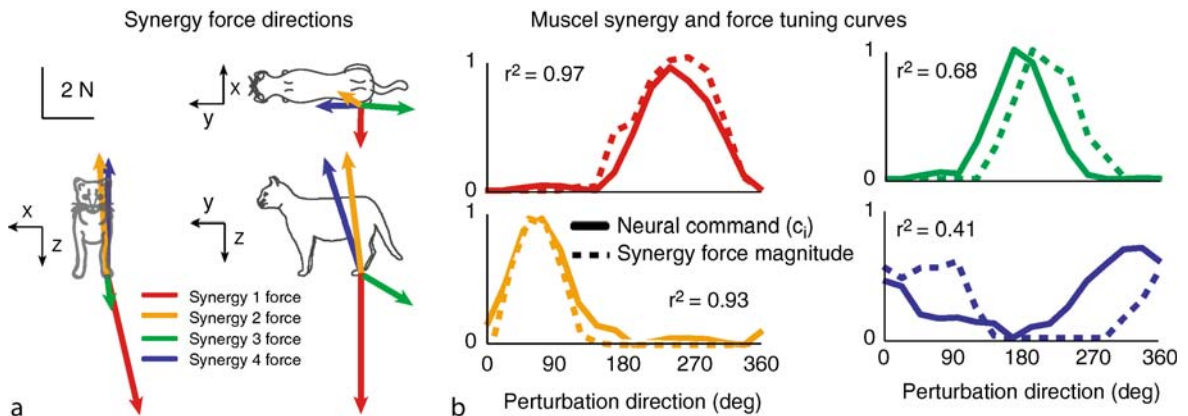 Synergy force directions
2 N
x
y
x
z
y
z
Synergy 1 force
Synergy 2 force
Synergy 3 force
Synergy 4 force
a
Muscel synergy and force tuning curves
1
r² = 0.97
0
1
r² = 0.68
0
1
Neural command (cᵢ)
Synergy force magnitude
r² = 0.93
0
0 90 180 270 360
Perturbation direction (deg)
1
r² = 0.41
0
0 90 180 270 360
Perturbation direction (deg)
b